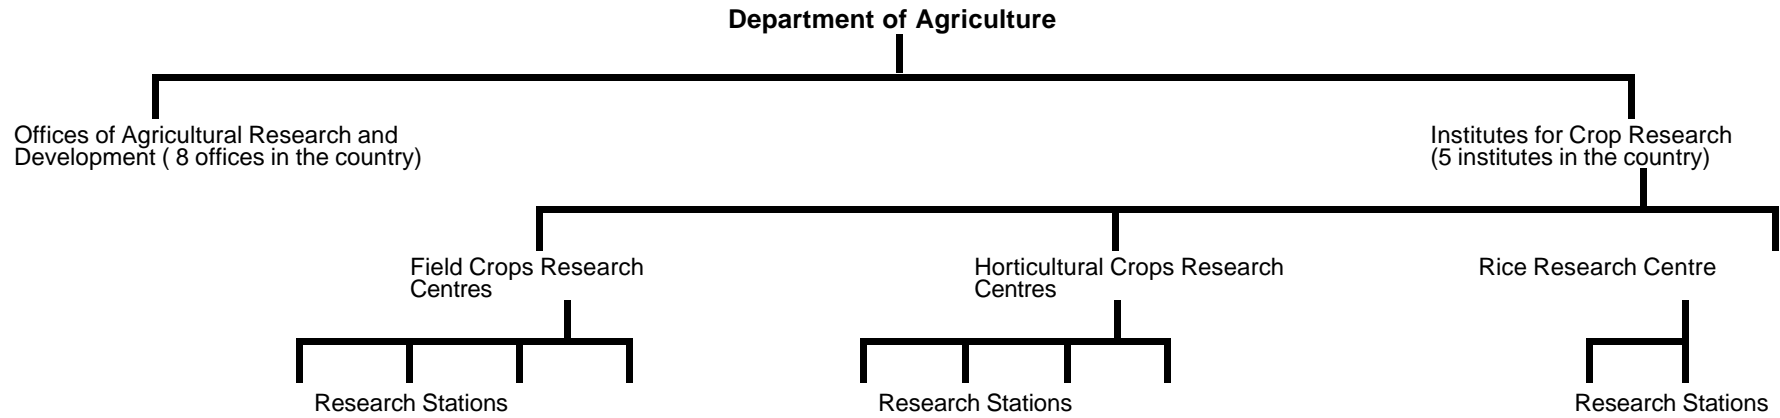 Department of Agriculture
Offices of Agricultural Research and
Development ( 8 offices in the country)
Institutes for Crop Research
(5 institutes in the country)
Field Crops Research
Centres
Horticultural Crops Research
Centres
Rice Research Centre
Research Stations
Research Stations
Research Stations